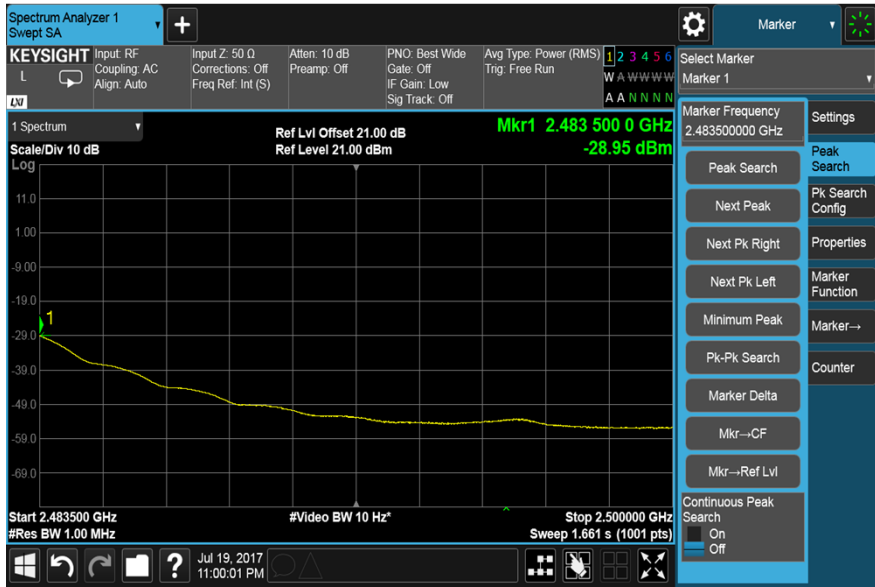 Spectrum Analyzer 1
Swept SA
+
Marker
KEYSIGHT
L
LXI
Input: RF
Coupling: AC
Align: Auto
Input Z: 50 Ω
Corrections: Off
Freq Ref: Int (S)
Atten: 10 dB
Preamp: Off
PNO: Best Wide
Gate: Off
IF Gain: Low
Sig Track: Off
Avg Type: Power (RMS)
Trig: Free Run
1 2 3 4 5 6
W A W W W W
A A N N N N
Select Marker
Marker 1
1 Spectrum
Scale/Div 10 dB
Log
Ref Lvl Offset 21.00 dB
Ref Level 21.00 dBm
Mkr1 2.483 500 0 GHz
-28.95 dBm
11.0
1.00
-9.00
-19.0
-29.0
-39.0
-49.0
-59.0
-69.0
1
Start 2.483500 GHz
#Res BW 1.00 MHz
#Video BW 10 Hz*
Stop 2.500000 GHz
Sweep 1.661 s (1001 pts)
Marker Frequency
2.483500000 GHz
Peak Search
Next Peak
Next Pk Right
Next Pk Left
Minimum Peak
Pk-Pk Search
Marker Delta
Mkr→CF
Mkr→Ref Lvl
Continuous Peak
Search
On
Off
Settings
Peak
Search
Pk Search
Config
Properties
Marker
Function
Marker→
Counter
?
Jul 19, 2017
11:00:01 PM